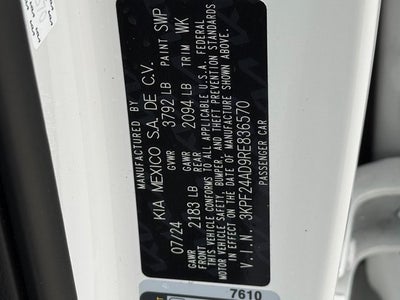 MANUFACTURED BY
KIA MEXICO S.A. DE C.V.
07/24 GVWR 3792 LB PAINT SWP
GAWR FRONT 2183 LB GAWR REAR 2094 LB TRIM WK
THIS VEHICLE CONFORMS TO ALL APPLICABLE U.S.A. FEDERAL
MOTOR VEHICLE SAFETY, BUMPER, AND THEFT PREVENTION STANDARDS
IN EFFECT ON THE DATE OF MANUFACTURE SHOWN ABOVE.
V.I.N. 3KPF24AD9RE836570
PASSENGER CAR
7610